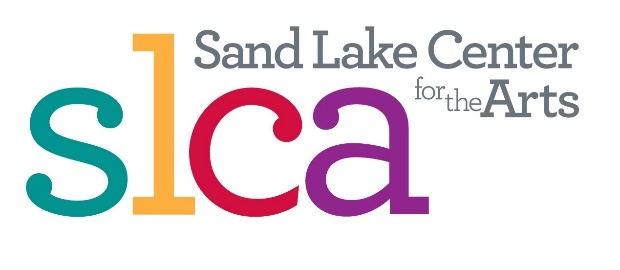 Sand Lake Center
for the Arts
slca